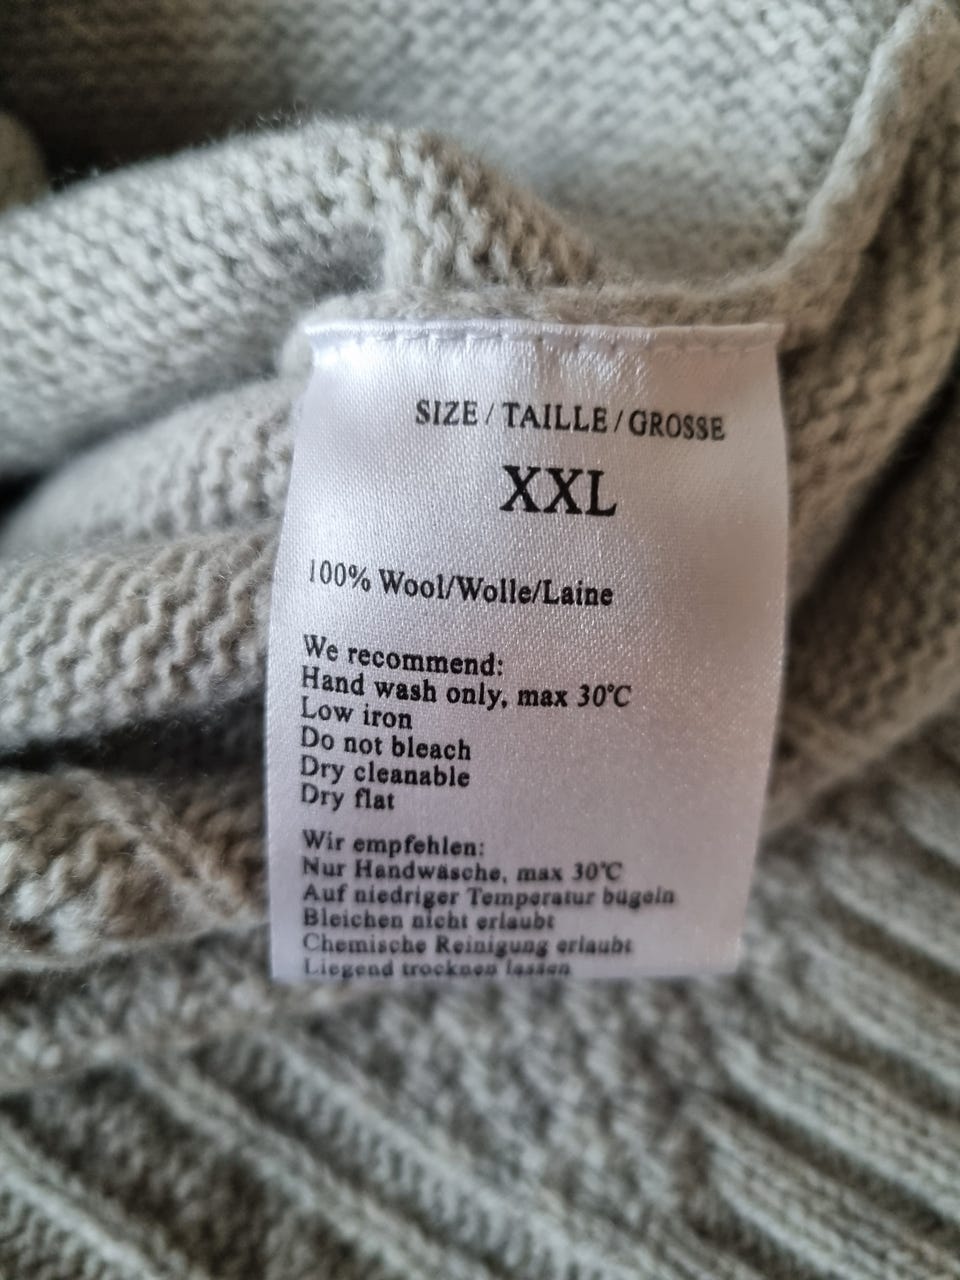 SIZE / TAILLE / GROSSE
XXL
100% Wool/Wolle/Laine
We recommend:
Hand wash only, max 30°C
Low iron
Do not bleach
Dry cleanable
Dry flat
Wir empfehlen:
Nur Handwäsche, max 30°C
Auf niedriger Temperatur bügeln
Bleichen nicht erlaubt
Chemische Reinigung erlaubt
Liegend trocknen lassen